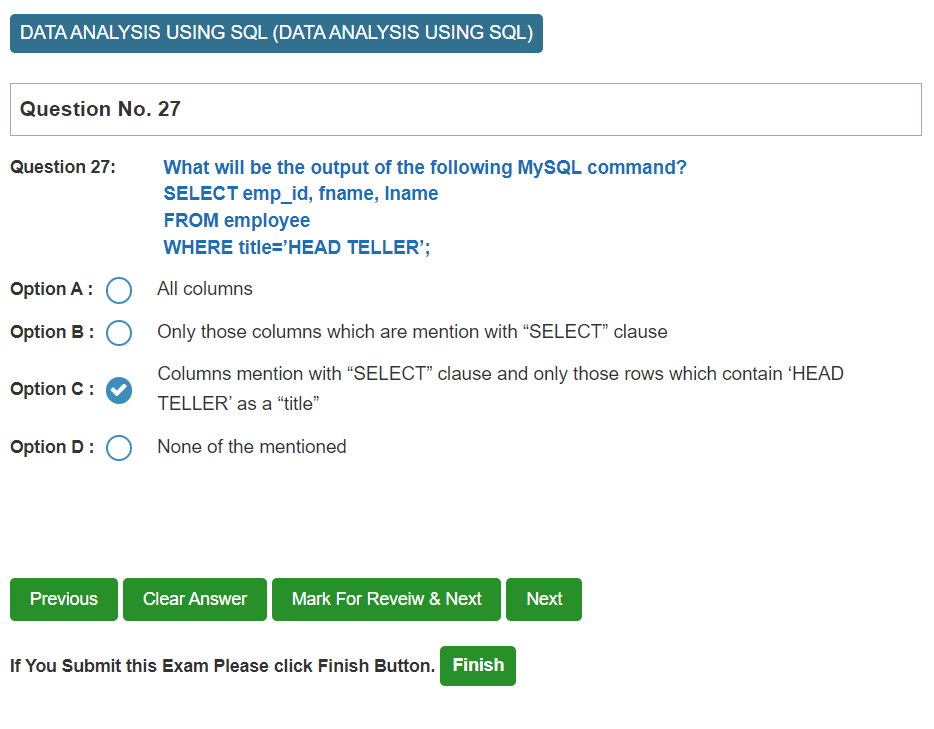 DATA ANALYSIS USING SQL (DATA ANALYSIS USING SQL)
Question No. 27
Question 27: What will be the output of the following MySQL command?
SELECT emp_id, fname, lname
FROM employee
WHERE title=’HEAD TELLER’;
Option A : All columns
Option B : Only those columns which are mention with “SELECT” clause
Option C : Columns mention with “SELECT” clause and only those rows which contain ‘HEAD
TELLER’ as a “title”
Option D : None of the mentioned
Previous Clear Answer Mark For Reveiw & Next Next
If You Submit this Exam Please click Finish Button. Finish